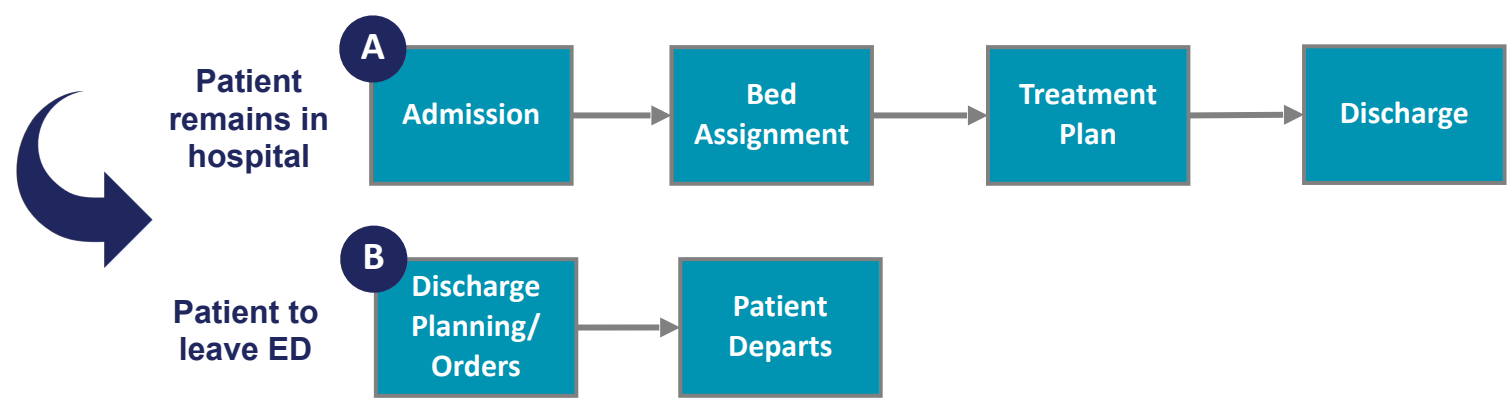 A
Patient
remains in
hospital
Admission
Bed
Assignment
Treatment
Plan
Discharge
B
Patient to
leave ED
Discharge
Planning/
Orders
Patient
Departs